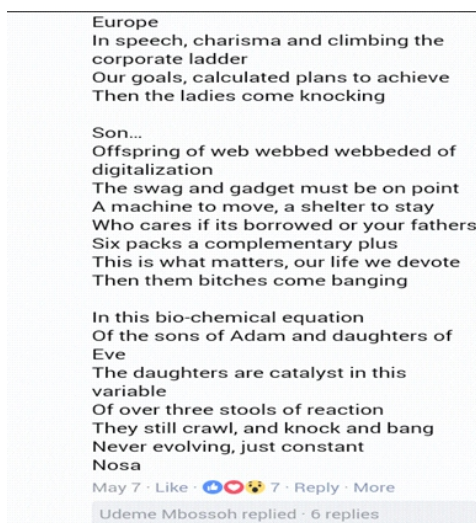 Europe
In speech, charisma and climbing the
corporate ladder
Our goals, calculated plans to achieve
Then the ladies come knocking
Son...
Offspring of web webbed webbeded of
digitalization
The swag and gadget must be on point
A machine to move, a shelter to stay
Who cares if its borrowed or your fathers
Six packs a complementary plus
This is what matters, our life we devote
Then them bitches come banging
In this bio-chemical equation
Of the sons of Adam and daughters of
Eve
The daughters are catalyst in this
variable
Of over three stools of reaction
They still crawl, and knock and bang
Never evolving, just constant
Nosa
May 7 · Like · 7 · Reply · More
Udeme Mbossoh replied · 6 replies